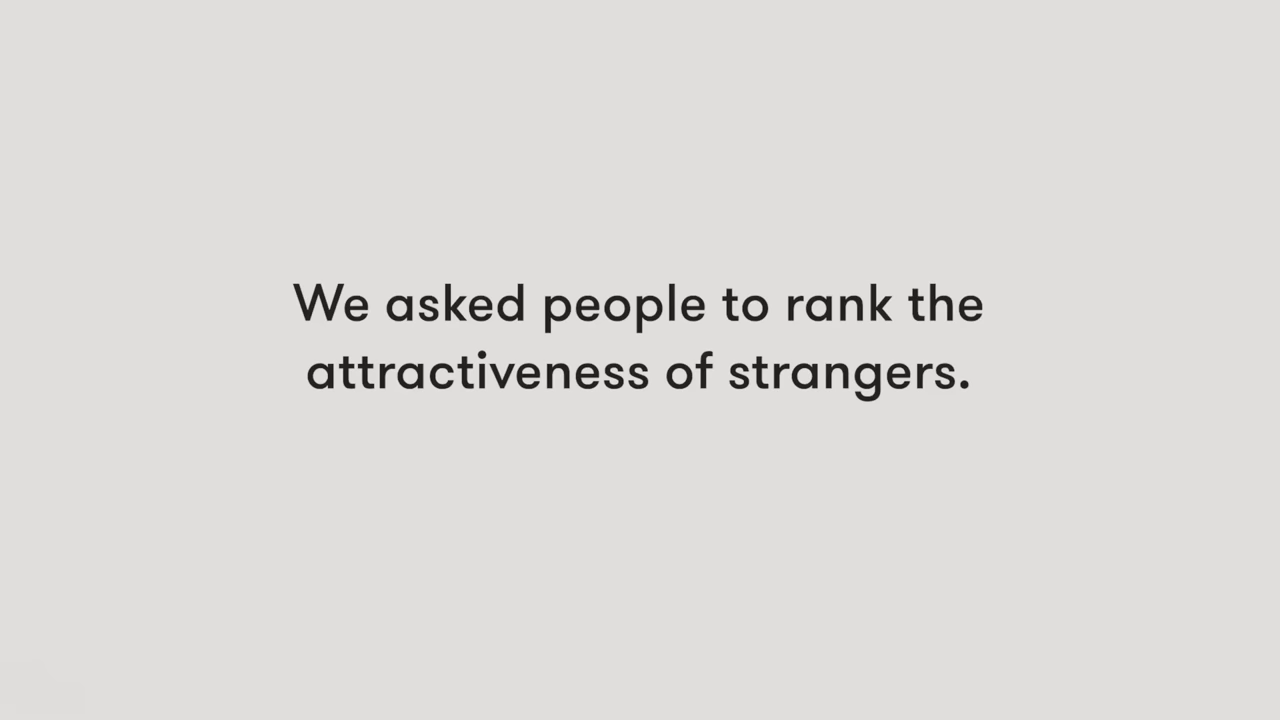 We asked people to rank the
attractiveness of strangers.